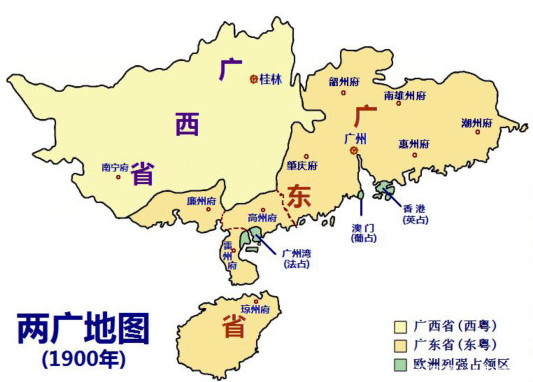 广
西
省
桂林
南宁府
广
东
省
韶州府
南雄州府
潮州府
广州
惠州府
肇庆府
廉州府
高州府
雷州府
琼州府
香港
(英占)
澳门
(葡占)
广州湾
(法占)
两广地图
(1900年)
广西省(西粤)
广东省(东粤)
欧洲列强占领区